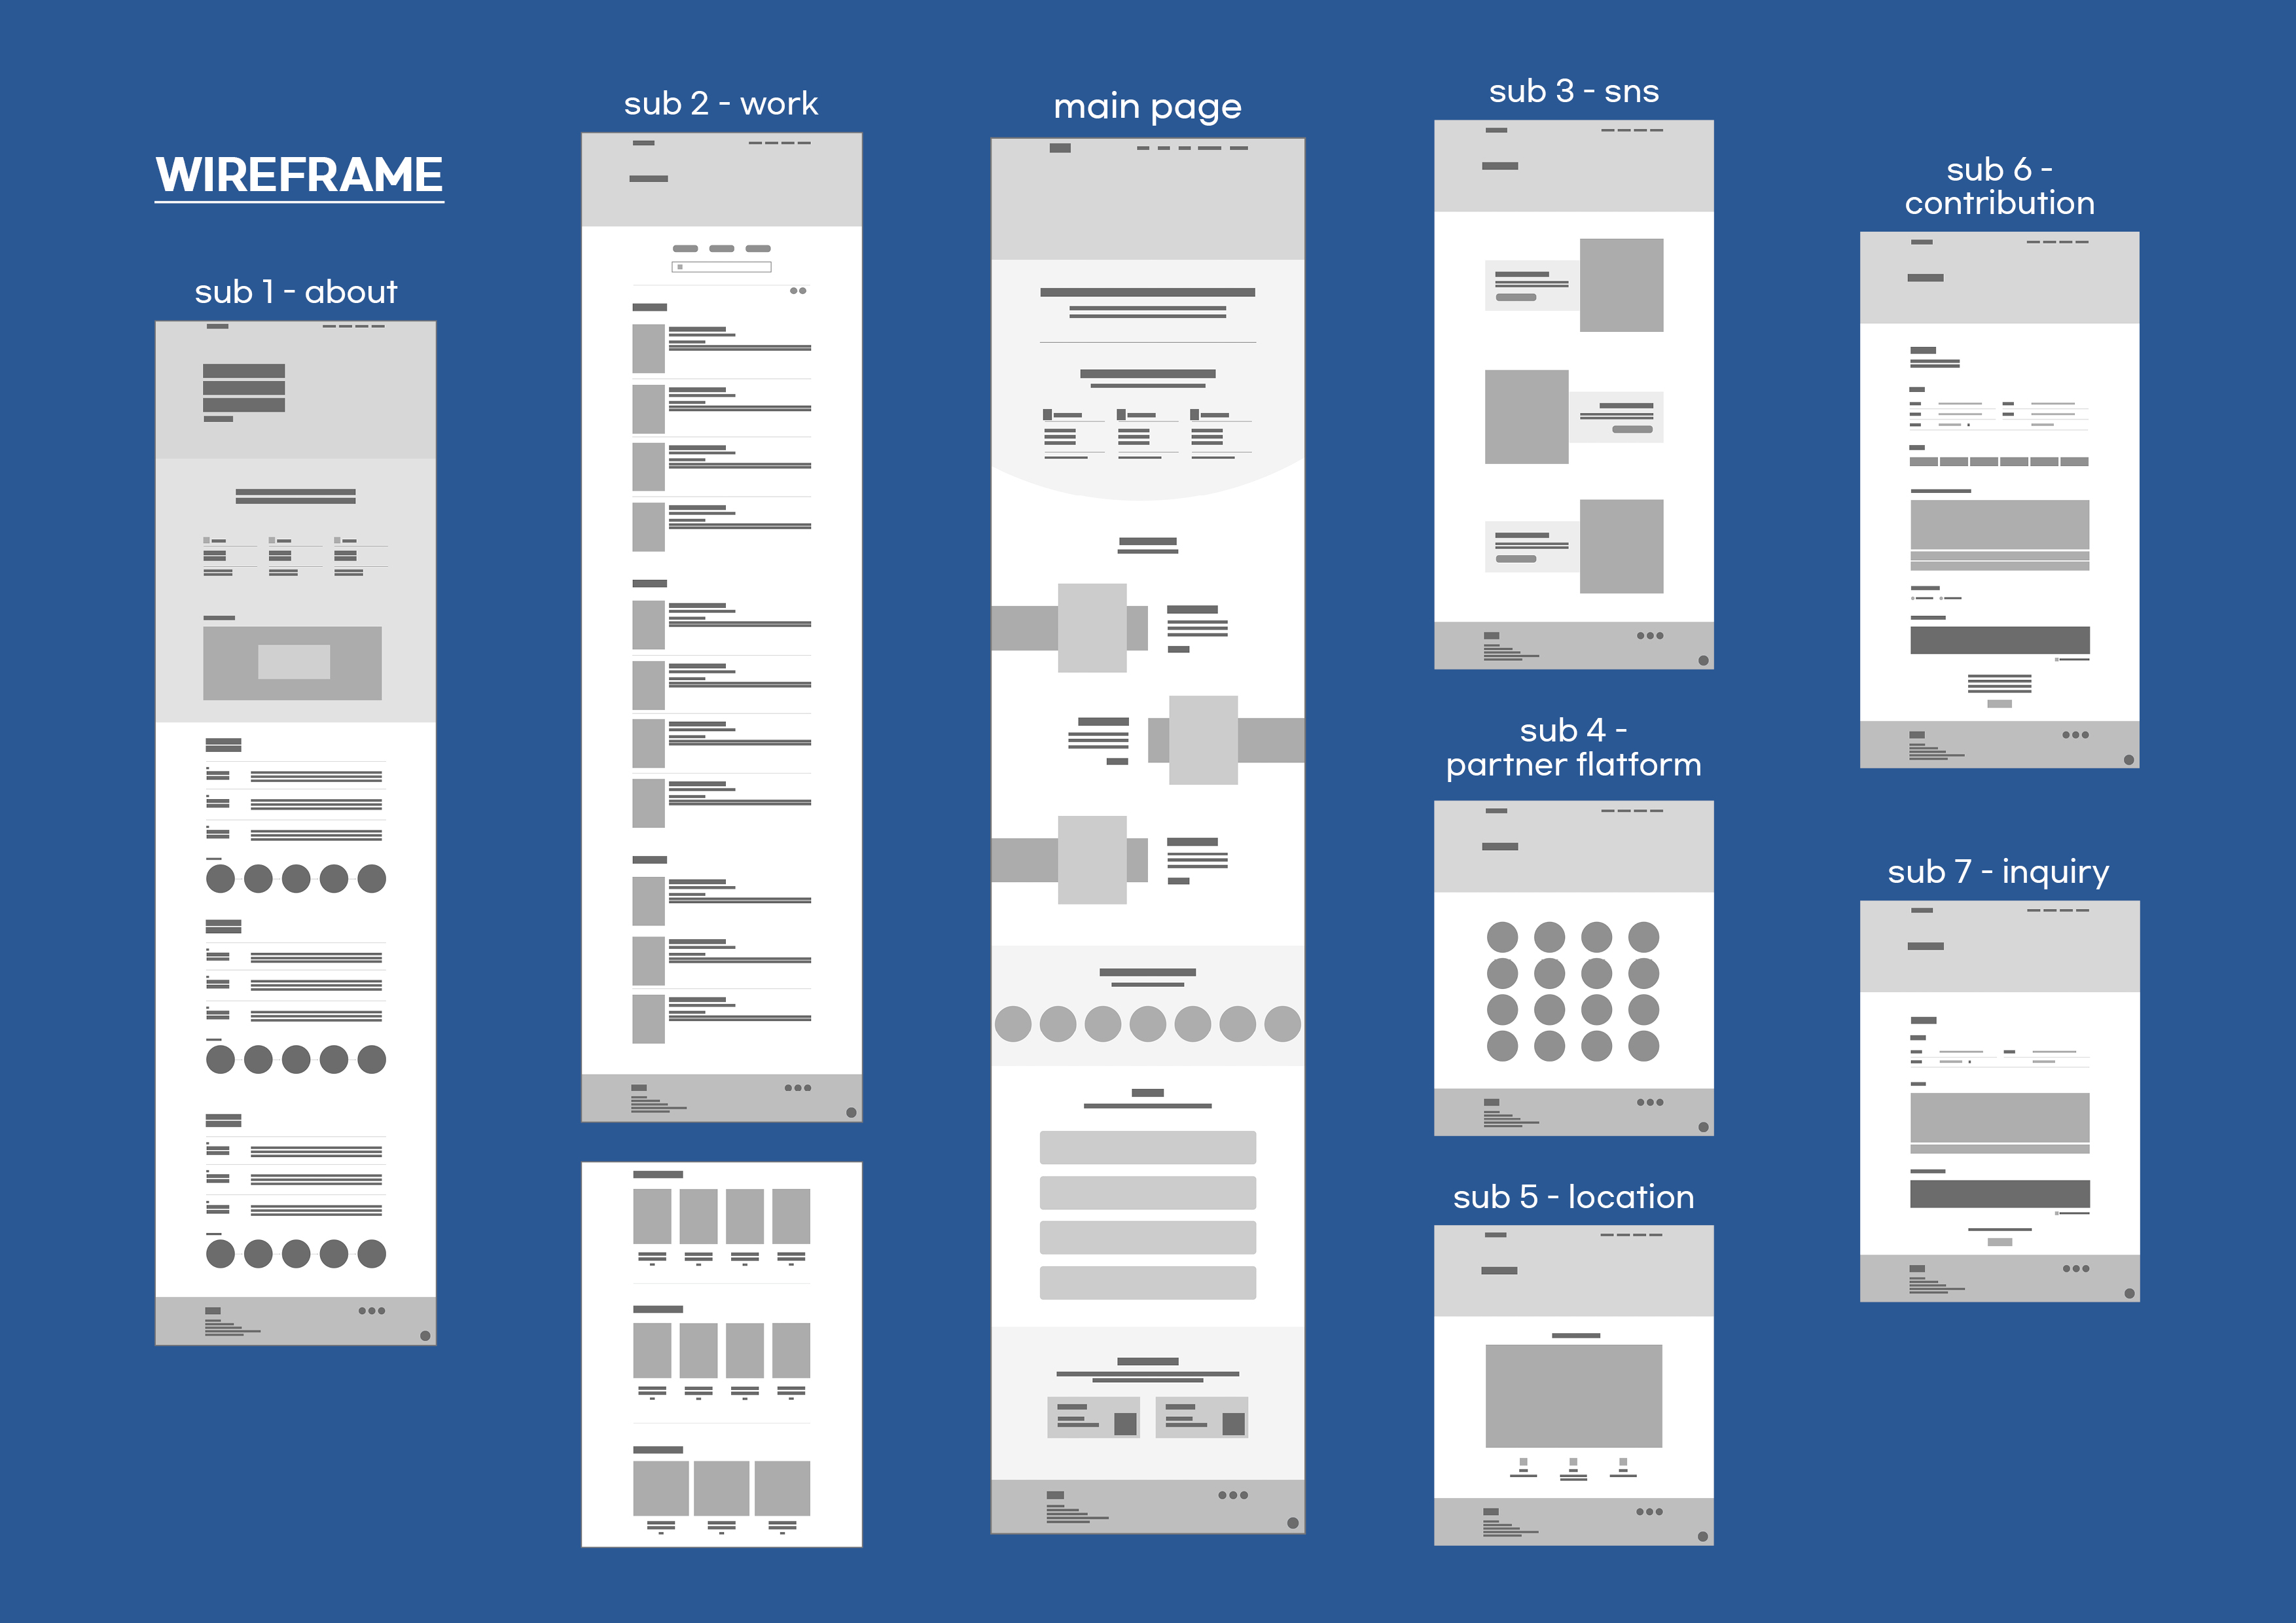 WIREFRAME
sub 1 - about
sub 2 - work
main page
sub 3 - sns
sub 4 -
partner flatform
sub 5 - location
sub 6 -
contribution
sub 7 - inquiry